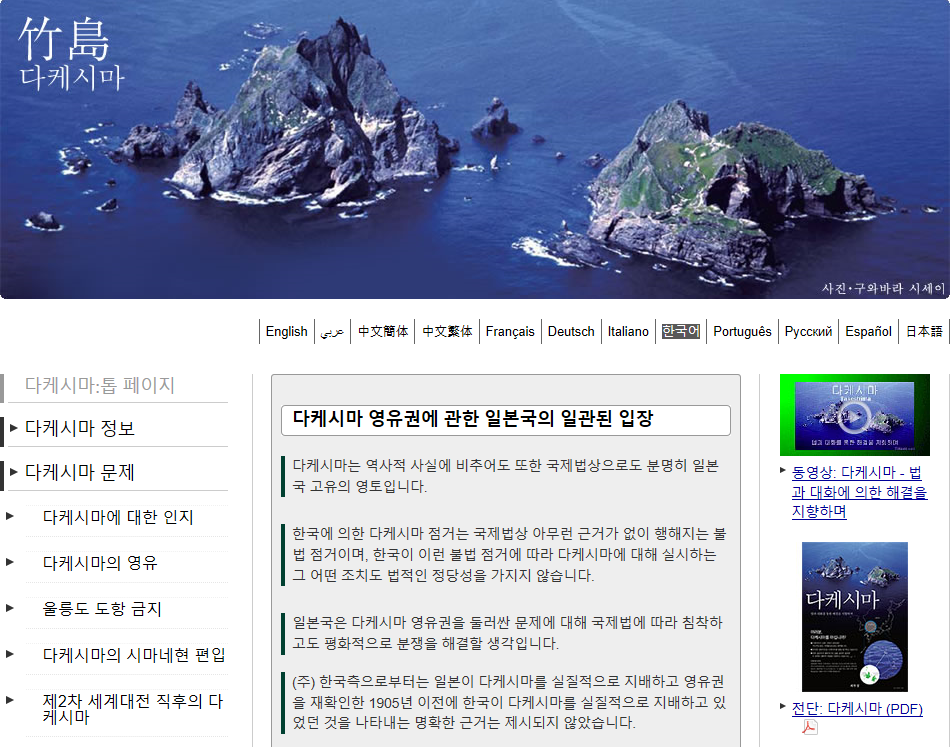 竹島
다케시마
사진·구와바라 시세이
English عربي 中文簡体 中文繁体 Français Deutsch Italiano 한국어 Português Русский Español 日本語
다케시마:톱 페이지
다케시마 정보
다케시마 문제
다케시마에 대한 인지
다케시마의 영유
울릉도 도항 금지
다케시마의 시마네현 편입
제2차 세계대전 직후의 다
케시마
다케시마 영유권에 관한 일본국의 일관된 입장
다케시마는 역사적 사실에 비추어도 또한 국제법상으로도 분명히 일본
국 고유의 영토입니다.
한국에 의한 다케시마 점거는 국제법상 아무런 근거가 없이 행해지는 불
법 점거이며, 한국이 이런 불법 점거에 따라 다케시마에 대해 실시하는
그 어떤 조치도 법적인 정당성을 가지지 않습니다.
일본국은 다케시마 영유권을 둘러싼 문제에 대해 국제법에 따라 침착하
고도 평화적으로 분쟁을 해결할 생각입니다.
(주) 한국측으로부터는 일본이 다케시마를 실질적으로 지배하고 영유권
을 재확인한 1905년 이전에 한국이 다케시마를 실질적으로 지배하고 있
었던 것을 나타내는 명확한 근거는 제시되지 않았습니다.
다케시마
Takeshima
법과 대화를 통한 해결을 지향하며
동영상: 다케시마 - 법
과 대화에 의한 해결을
지향하며
다케시마
전단: 다케시마 (PDF)